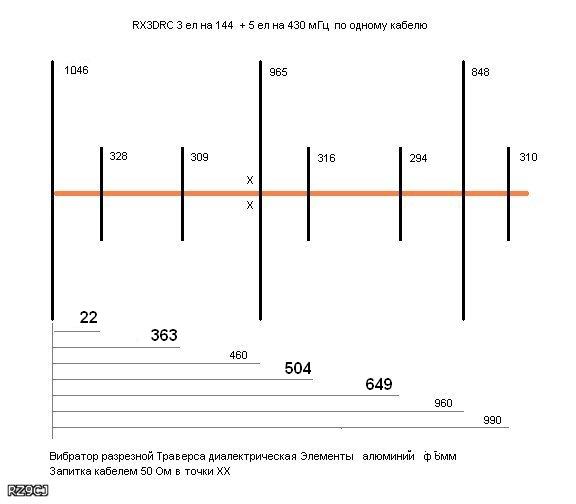 RX3DRC 3 ел на 144 + 5 ел на 430 мГц по одному кабелю
1046
965
848
328
309
316
294
310
X
X
22
363
460
504
649
960
990
Вибратор разрезной Траверса диалектрическая Элементы алюминий ф 6мм
Запитка кабелем 50 Ом в точки ХХ
RZ9CJ